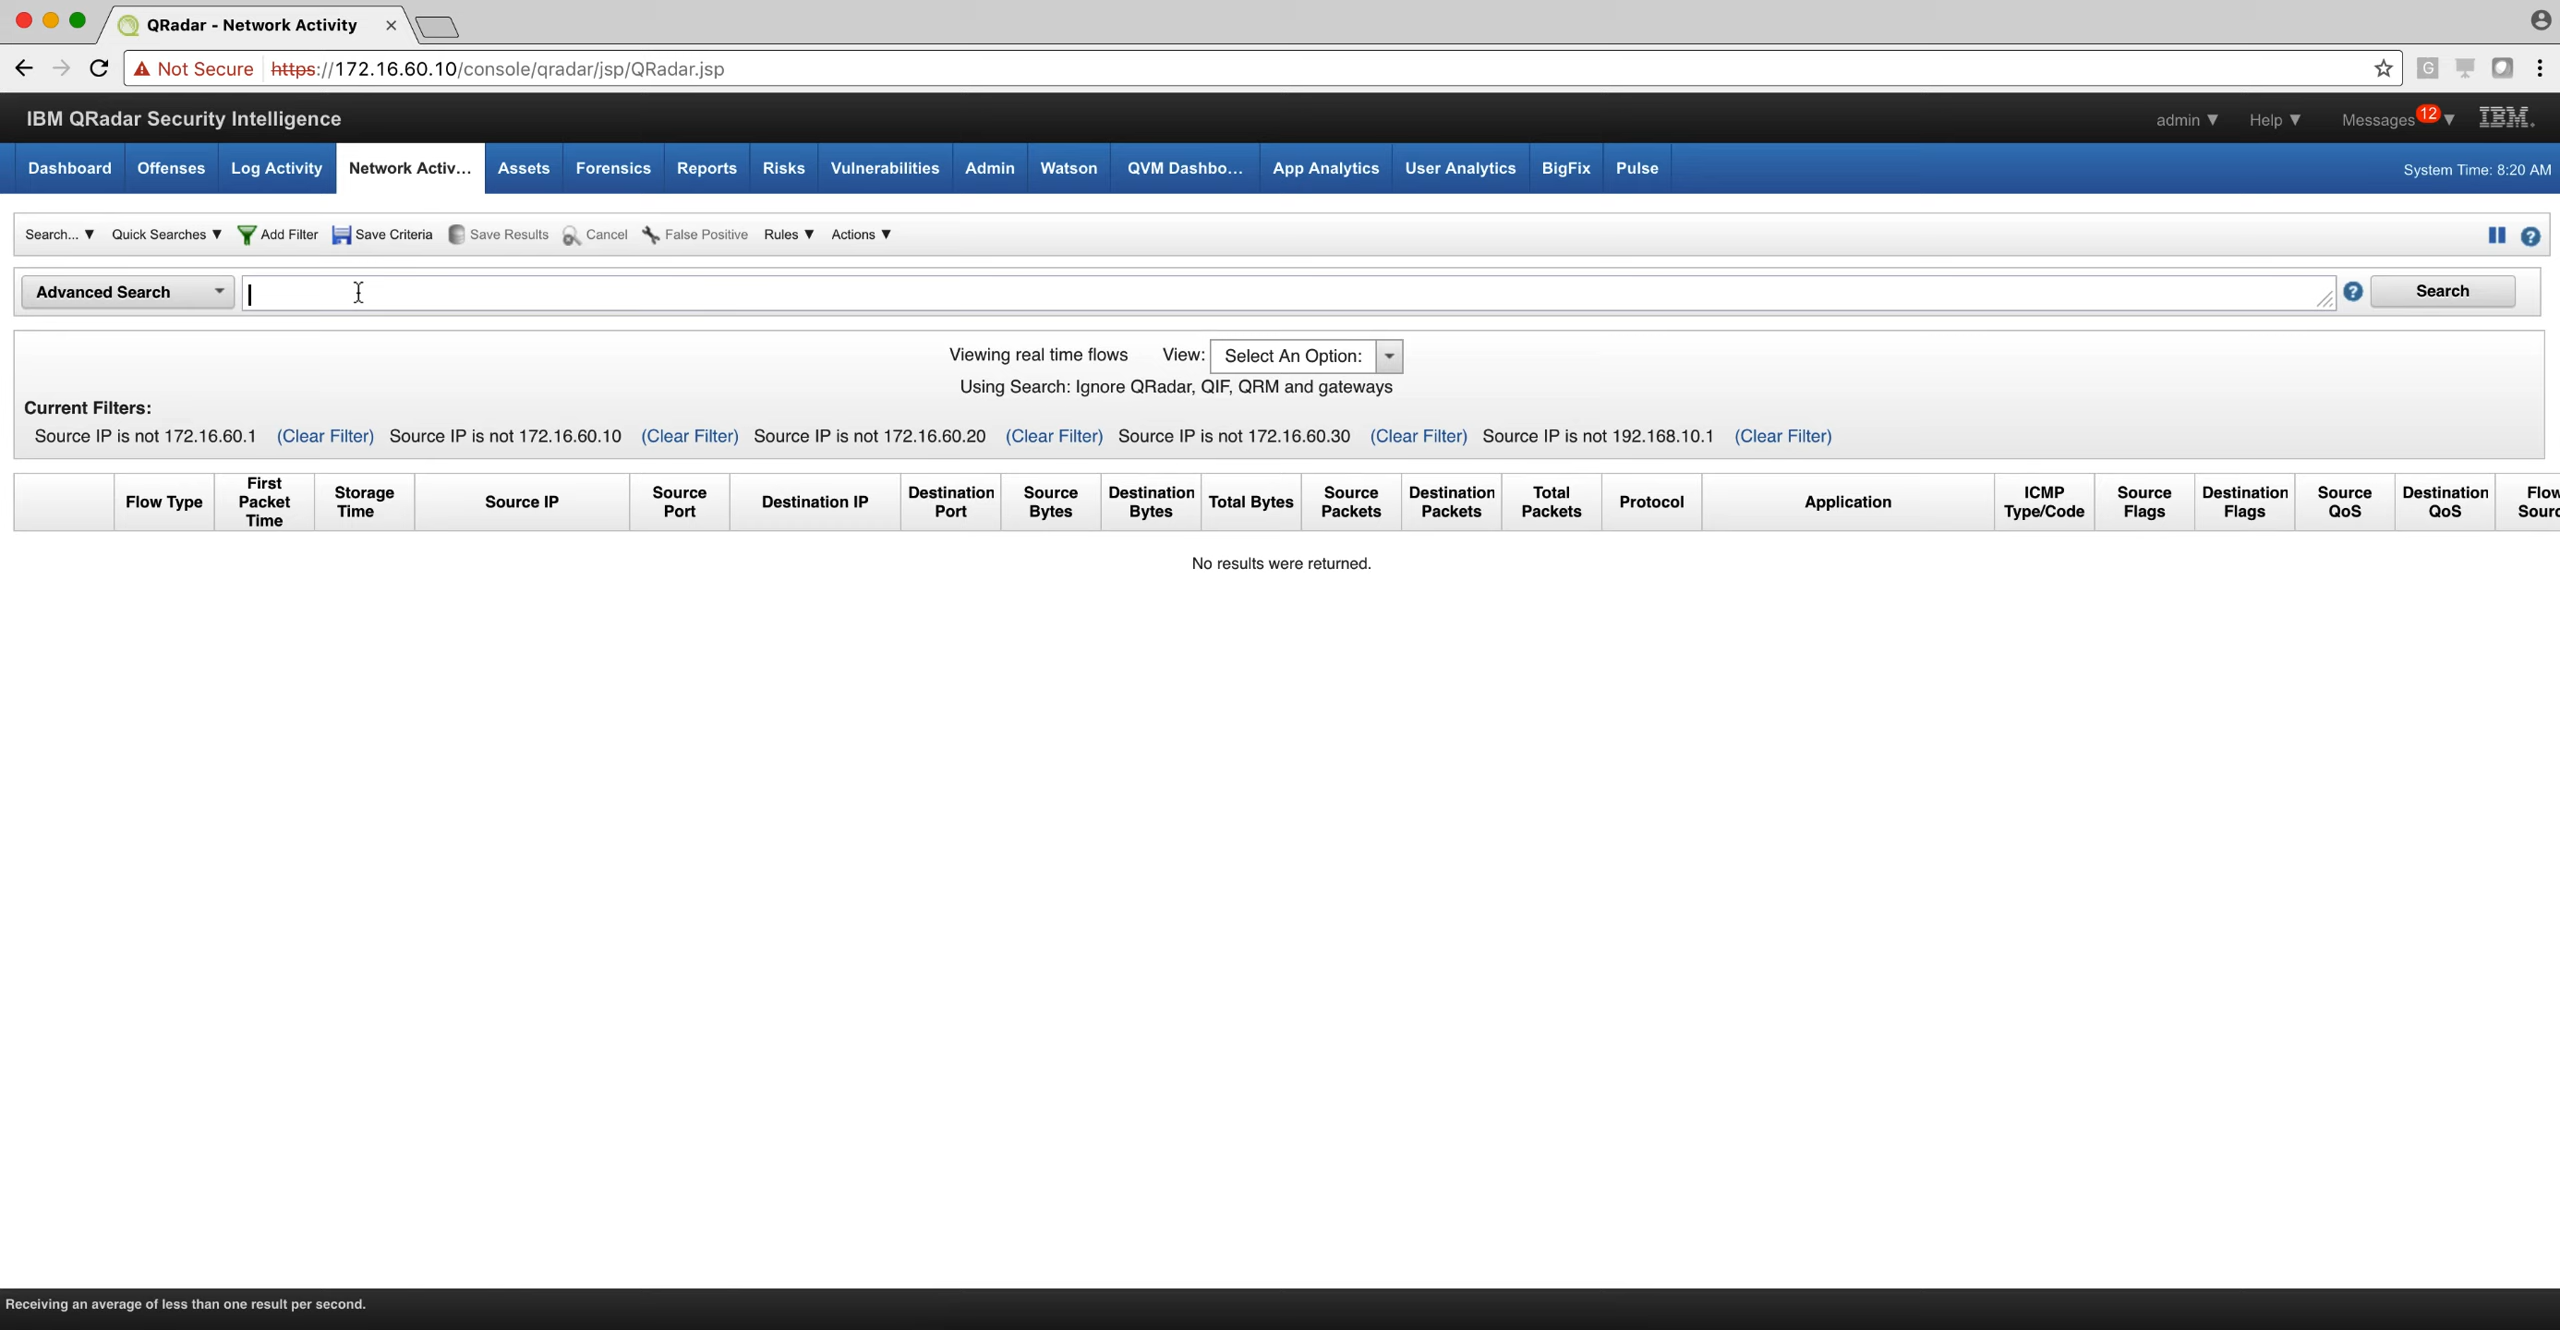 QRadar - Network Activity
Not Secure https://172.16.60.10/console/qradar/jsp/QRadar.jsp
G
IBM QRadar Security Intelligence
admin ▼ Help ▼ Messages 12 ▼ IBM.
Dashboard Offenses Log Activity Network Activ... Assets Forensics Reports Risks Vulnerabilities Admin Watson QVM Dashbo... App Analytics User Analytics BigFix Pulse System Time: 8:20 AM
Search... ▼ Quick Searches ▼ Add Filter Save Criteria Save Results Cancel False Positive Rules ▼ Actions ▼ ?
Advanced Search ? Search
Viewing real time flows View: Select An Option:
Using Search: Ignore QRadar, QIF, QRM and gateways
Current Filters:
Source IP is not 172.16.60.1 (Clear Filter) Source IP is not 172.16.60.10 (Clear Filter) Source IP is not 172.16.60.20 (Clear Filter) Source IP is not 172.16.60.30 (Clear Filter) Source IP is not 192.168.10.1 (Clear Filter)
Flow Type First Packet Time Storage Time Source IP Source Port Destination IP Destination Port Source Bytes Destination Bytes Total Bytes Source Packets Destination Packets Total Packets Protocol Application ICMP Type/Code Source Flags Destination Flags Source QoS Destination QoS Flow Sourc
No results were returned.
Receiving an average of less than one result per second.